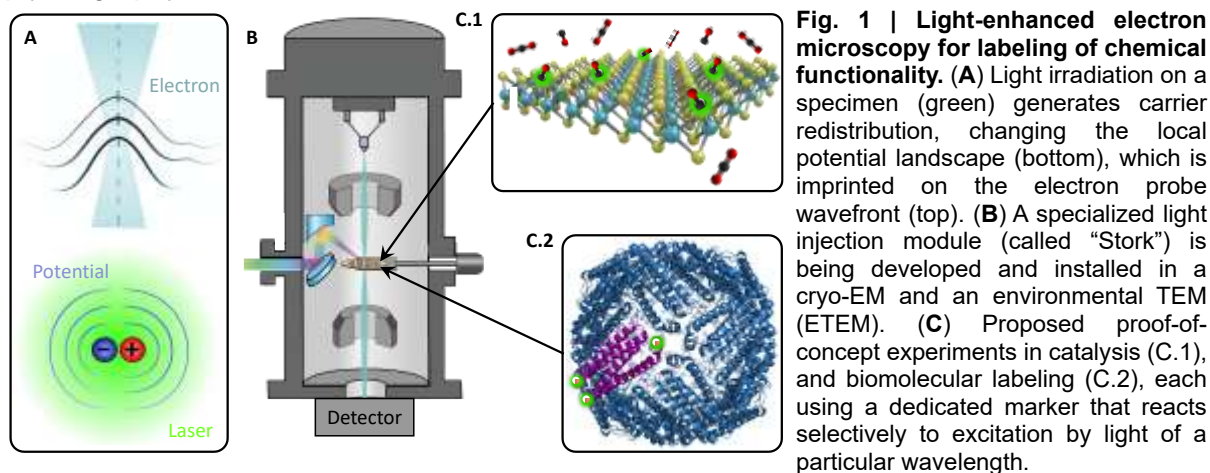 A
Electron
Potential
Laser
B
Detector
C.1
C.2
Fig. 1 | Light-enhanced electron
microscopy for labeling of chemical
functionality. (A) Light irradiation on a
specimen (green) generates carrier
redistribution, changing the local
potential landscape (bottom), which is
imprinted on the electron probe
wavefront (top). (B) A specialized light
injection module (called “Stork”) is
being developed and installed in a
cryo-EM and an environmental TEM
(ETEM). (C) Proposed proof-of-
concept experiments in catalysis (C.1),
and biomolecular labeling (C.2), each
using a dedicated marker that reacts
selectively to excitation by light of a
particular wavelength.